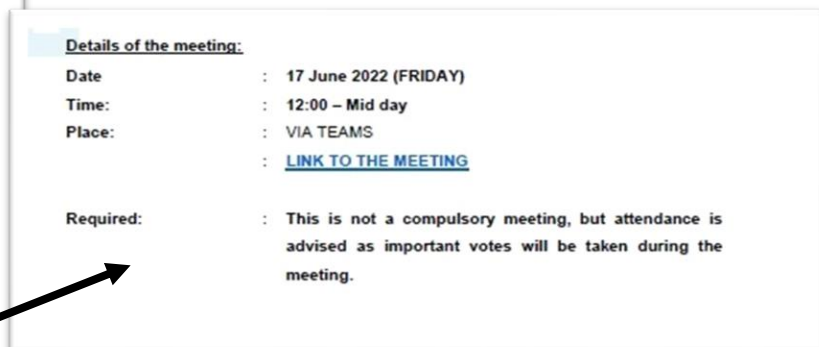 Details of the meeting:
Date : 17 June 2022 (FRIDAY)
Time: : 12:00 – Mid day
Place: : VIA TEAMS
: LINK TO THE MEETING
Required: : This is not a compulsory meeting, but attendance is
advised as important votes will be taken during the
meeting.